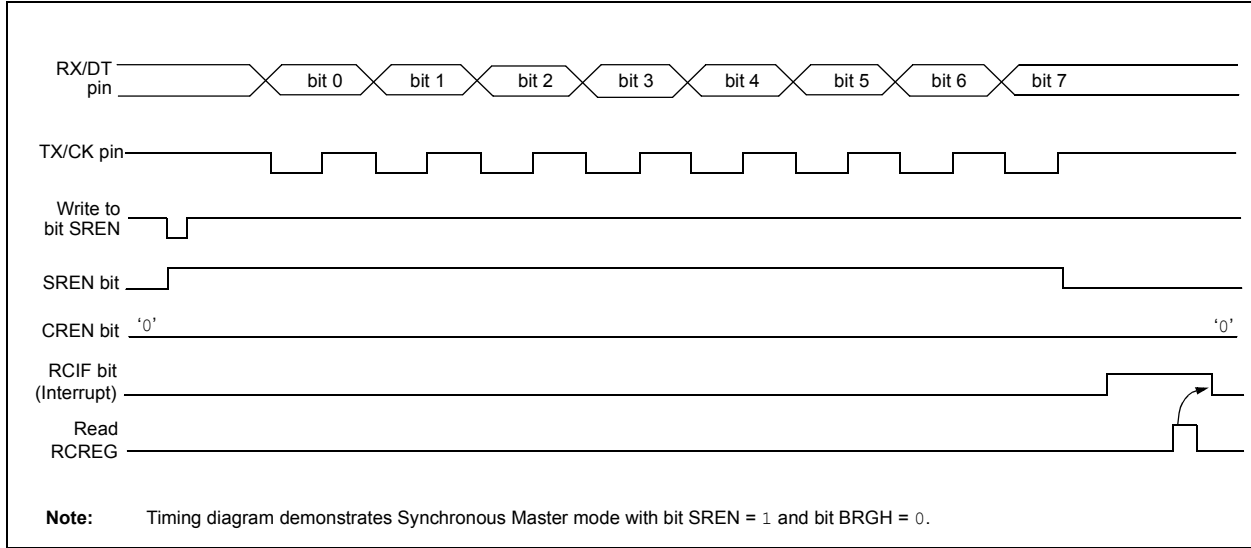 RX/DT
pin
bit 0 bit 1 bit 2 bit 3 bit 4 bit 5 bit 6 bit 7
TX/CK pin
Write to
bit SREN
SREN bit
CREN bit ‘0’ ‘0’
RCIF bit
(Interrupt)
Read
RCREG
Note: Timing diagram demonstrates Synchronous Master mode with bit SREN = 1 and bit BRGH = 0.